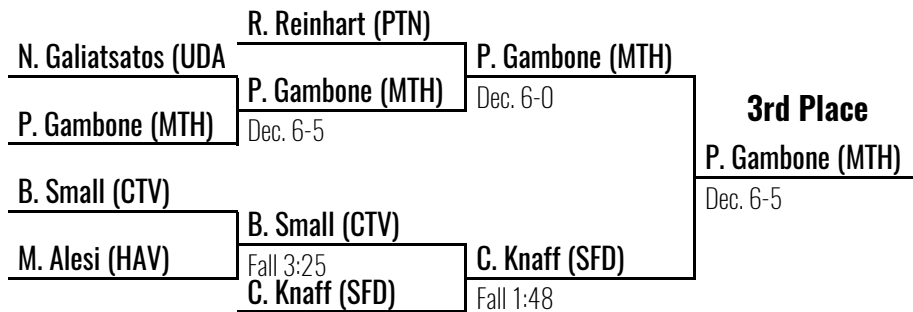 R. Reinhart (PTN)
N. Galiatsatos (UDA
P. Gambone (MTH)
P. Gambone (MTH)
Dec. 6-0
3rd Place
P. Gambone (MTH)
Dec. 6-5
P. Gambone (MTH)
Dec. 6-5
B. Small (CTV)
B. Small (CTV)
Fall 3:25
M. Alesi (HAV)
C. Knaff (SFD)
C. Knaff (SFD)
Fall 1:48